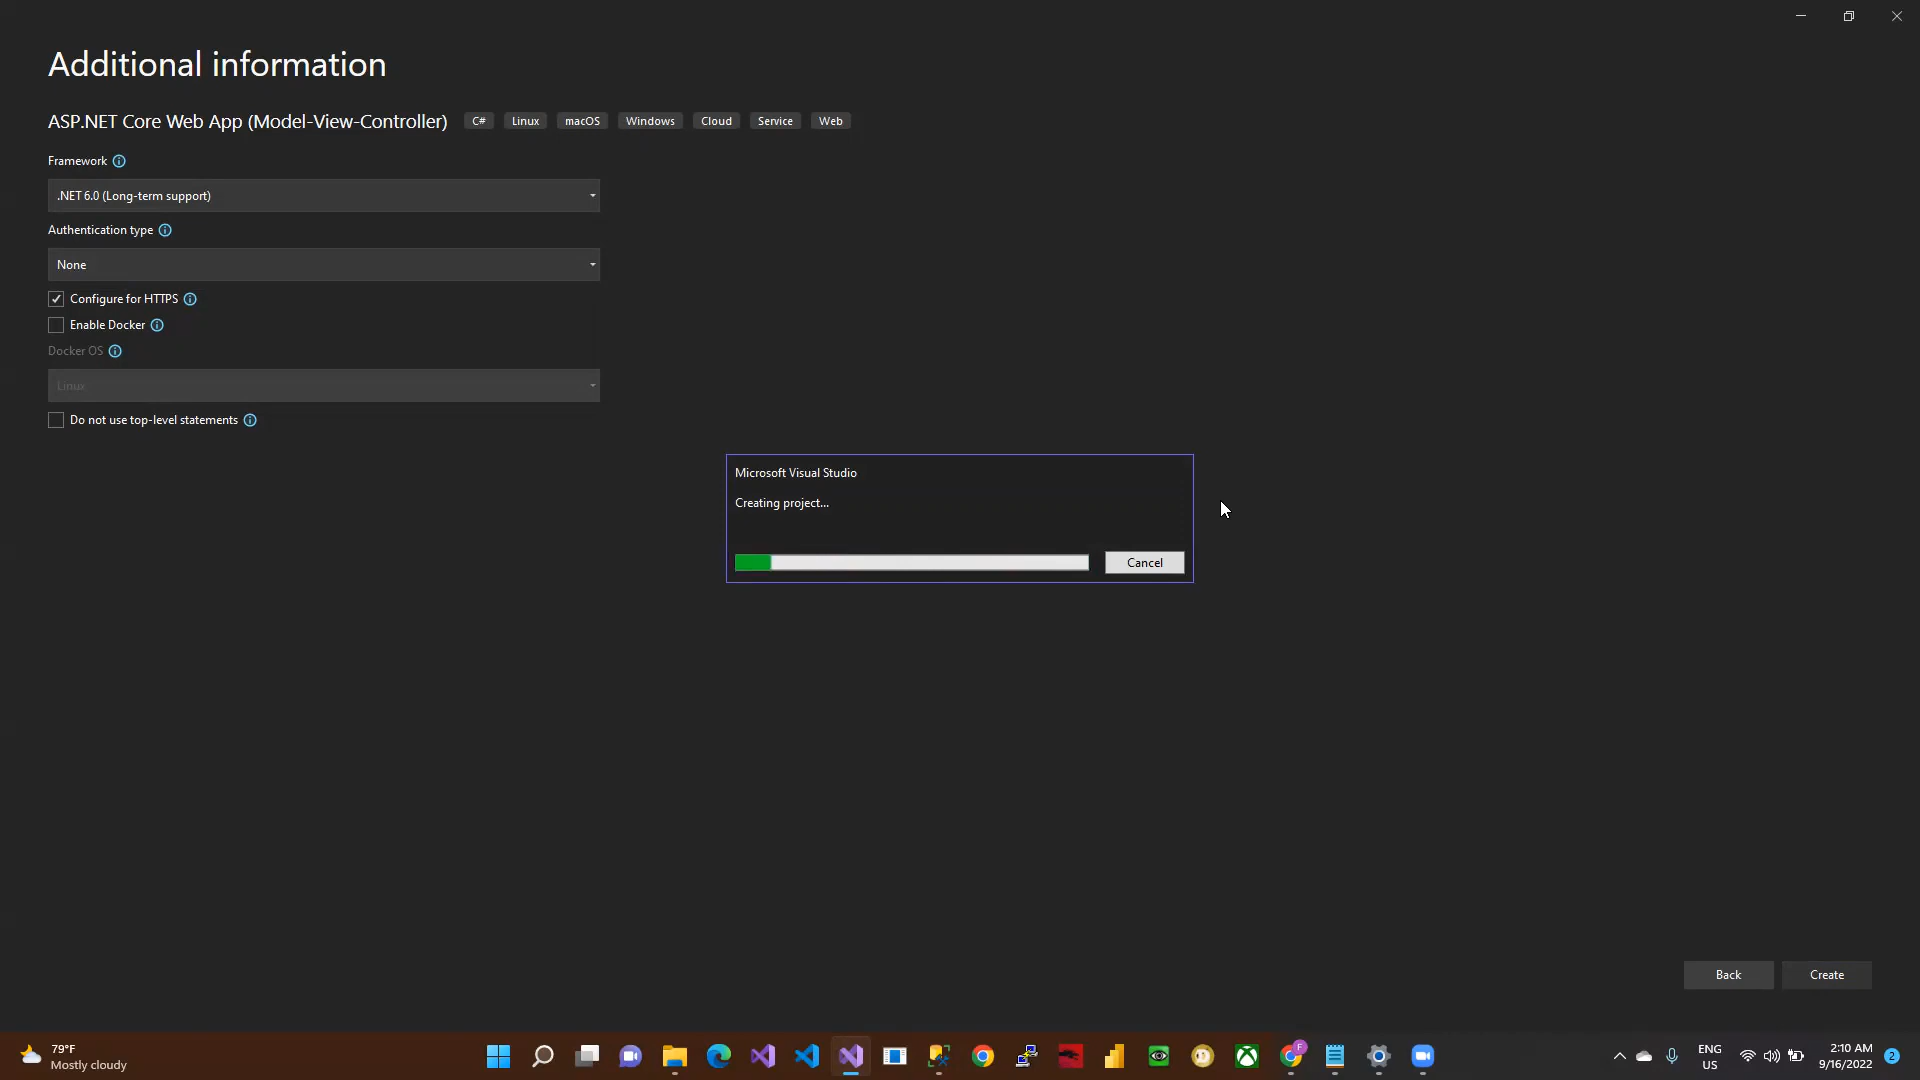 Additional information
ASP.NET Core Web App (Model-View-Controller) C# Linux macOS Windows Cloud Service Web
Framework
.NET 6.0 (Long-term support)
Authentication type
None
Configure for HTTPS
Enable Docker
Docker OS
Linux
Do not use top-level statements
Microsoft Visual Studio
Creating project...
Cancel
Back Create
79°F
Mostly cloudy
ENG
US
2:10 AM
9/16/2022
2
F